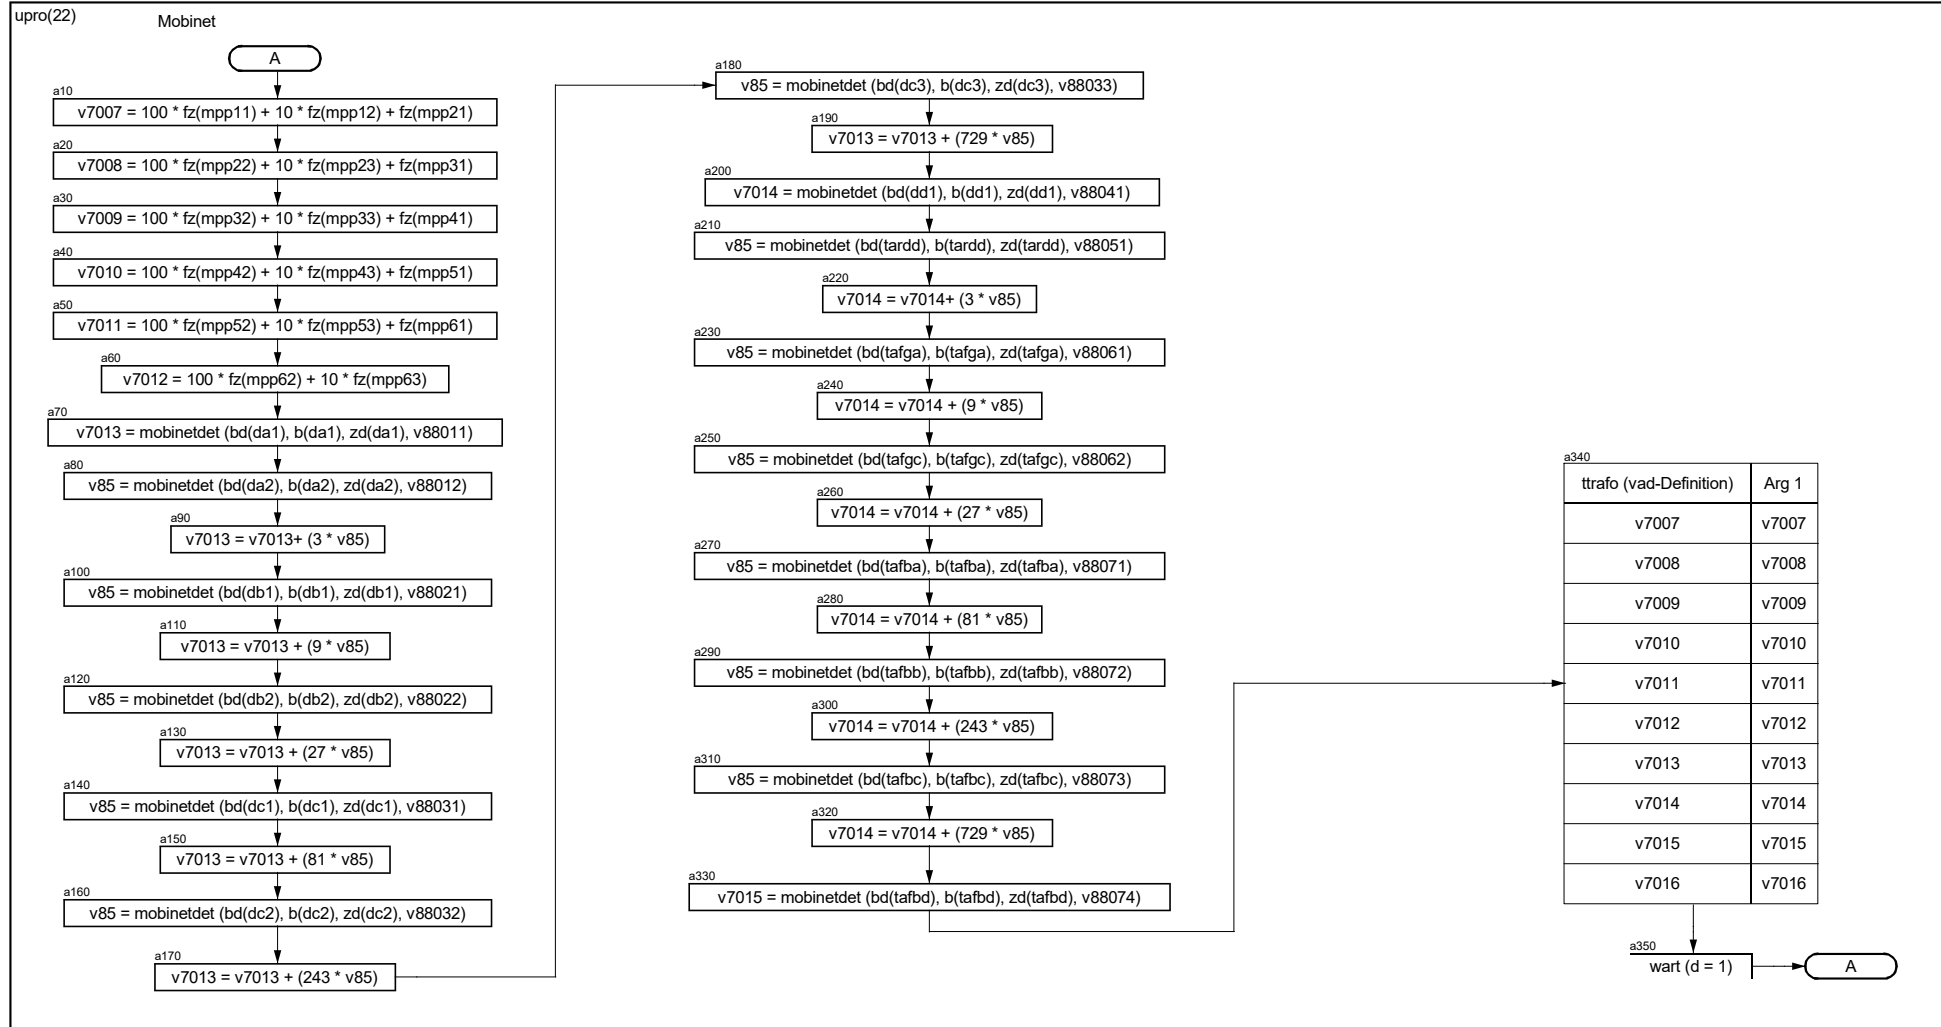 upro(22)
Mobinet
A
a10
v7007 = 100 * fz(mpp11) + 10 * fz(mpp12) + fz(mpp21)
a20
v7008 = 100 * fz(mpp22) + 10 * fz(mpp23) + fz(mpp31)
a30
v7009 = 100 * fz(mpp32) + 10 * fz(mpp33) + fz(mpp41)
a40
v7010 = 100 * fz(mpp42) + 10 * fz(mpp43) + fz(mpp51)
a50
v7011 = 100 * fz(mpp52) + 10 * fz(mpp53) + fz(mpp61)
a60
v7012 = 100 * fz(mpp62) + 10 * fz(mpp63)
a70
v7013 = mobinetdet (bd(da1), b(da1), zd(da1), v88011)
a80
v85 = mobinetdet (bd(da2), b(da2), zd(da2), v88012)
a90
v7013 = v7013+ (3 * v85)
a100
v85 = mobinetdet (bd(db1), b(db1), zd(db1), v88021)
a110
v7013 = v7013 + (9 * v85)
a120
v85 = mobinetdet (bd(db2), b(db2), zd(db2), v88022)
a130
v7013 = v7013 + (27 * v85)
a140
v85 = mobinetdet (bd(dc1), b(dc1), zd(dc1), v88031)
a150
v7013 = v7013 + (81 * v85)
a160
v85 = mobinetdet (bd(dc2), b(dc2), zd(dc2), v88032)
a170
v7013 = v7013 + (243 * v85)
a180
v85 = mobinetdet (bd(dc3), b(dc3), zd(dc3), v88033)
a190
v7013 = v7013 + (729 * v85)
a200
v7014 = mobinetdet (bd(dd1), b(dd1), zd(dd1), v88041)
a210
v85 = mobinetdet (bd(tardd), b(tardd), zd(tardd), v88051)
a220
v7014 = v7014+ (3 * v85)
a230
v85 = mobinetdet (bd(tafga), b(tafga), zd(tafga), v88061)
a240
v7014 = v7014 + (9 * v85)
a250
v85 = mobinetdet (bd(tafgc), b(tafgc), zd(tafgc), v88062)
a260
v7014 = v7014 + (27 * v85)
a270
v85 = mobinetdet (bd(tafba), b(tafba), zd(tafba), v88071)
a280
v7014 = v7014 + (81 * v85)
a290
v85 = mobinetdet (bd(tafbb), b(tafbb), zd(tafbb), v88072)
a300
v7014 = v7014 + (243 * v85)
a310
v85 = mobinetdet (bd(tafbc), b(tafbc), zd(tafbc), v88073)
a320
v7014 = v7014 + (729 * v85)
a330
v7015 = mobinetdet (bd(tafbd), b(tafbd), zd(tafbd), v88074)
a340
ttrafo (vad-Definition) Arg 1
v7007 v7007
v7008 v7008
v7009 v7009
v7010 v7010
v7011 v7011
v7012 v7012
v7013 v7013
v7014 v7014
v7015 v7015
v7016 v7016
a350
wart (d = 1)
A